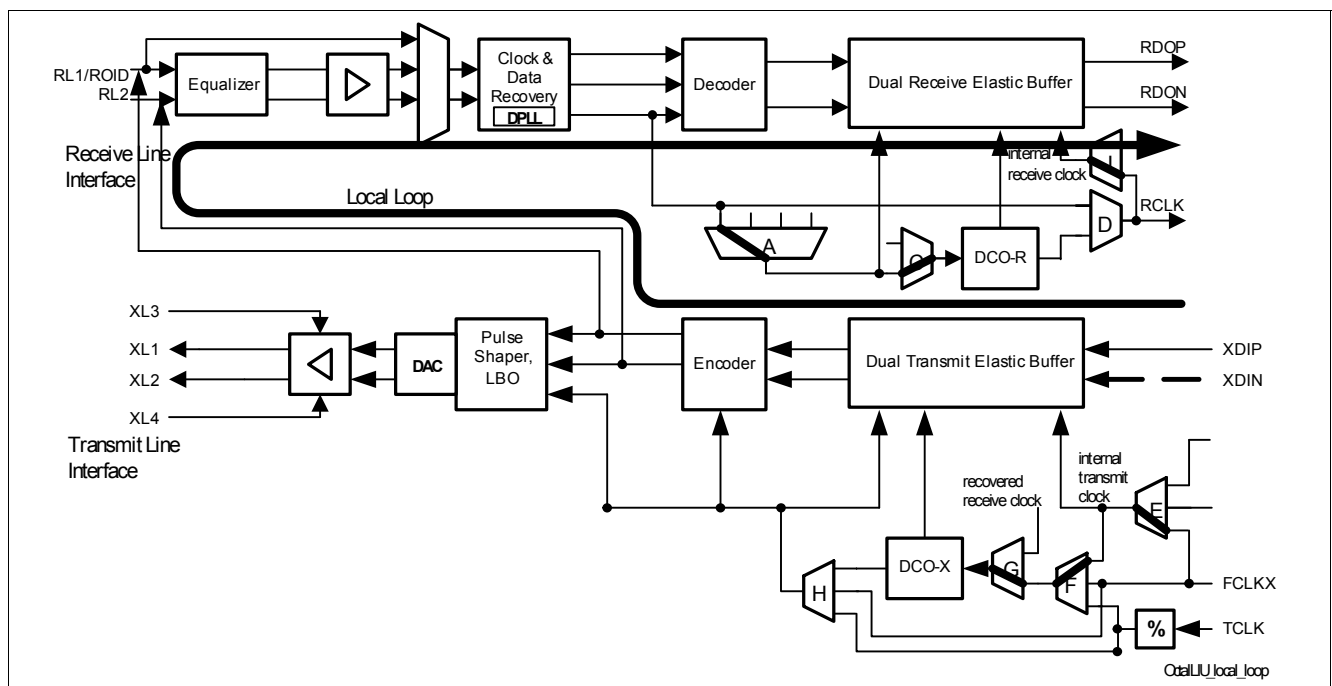 RL1/ROID
RL2
Equalizer
Clock &
Data
Recovery
DPLL
Decoder
Dual Receive Elastic Buffer
RDOP
RDON
Receive Line
Interface
Local Loop
internal
receive clock
I
A
C
DCO-R
D
RCLK
XL3
XL1
XL2
XL4
Transmit Line
Interface
DAC
Pulse
Shaper,
LBO
Encoder
Dual Transmit Elastic Buffer
XDIP
XDIN
recovered
receive clock
internal
transmit
clock
E
DCO-X
G
F
H
FCLKX
%
TCLK
OctalLIU_local_loop